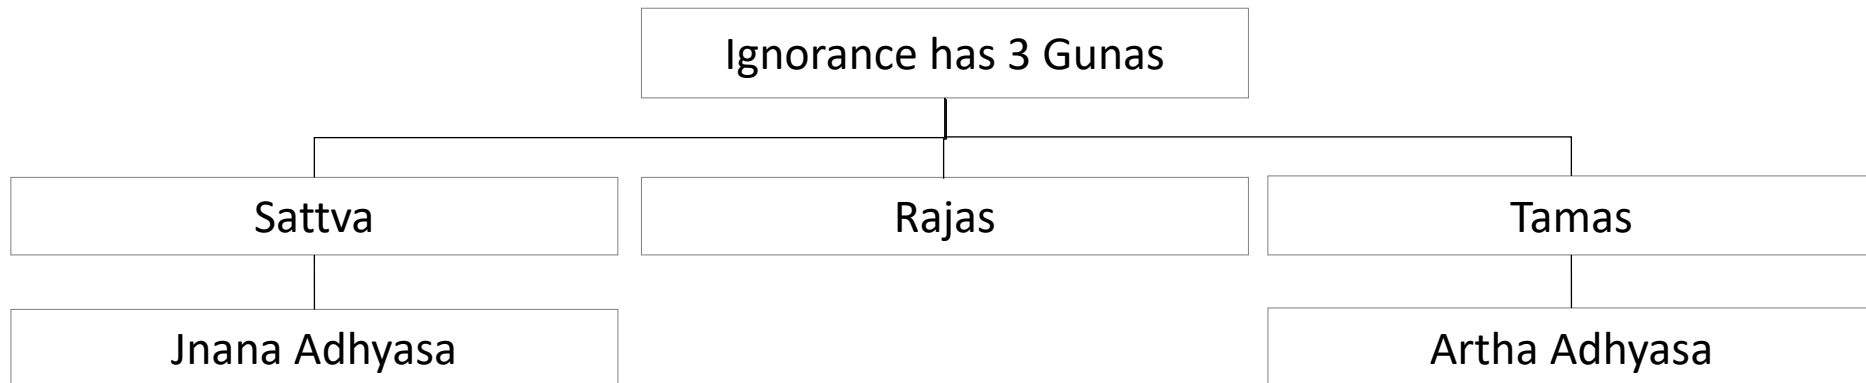 Ignorance has 3 Gunas
Sattva
Rajas
Tamas
Jnana Adhyasa
Artha Adhyasa